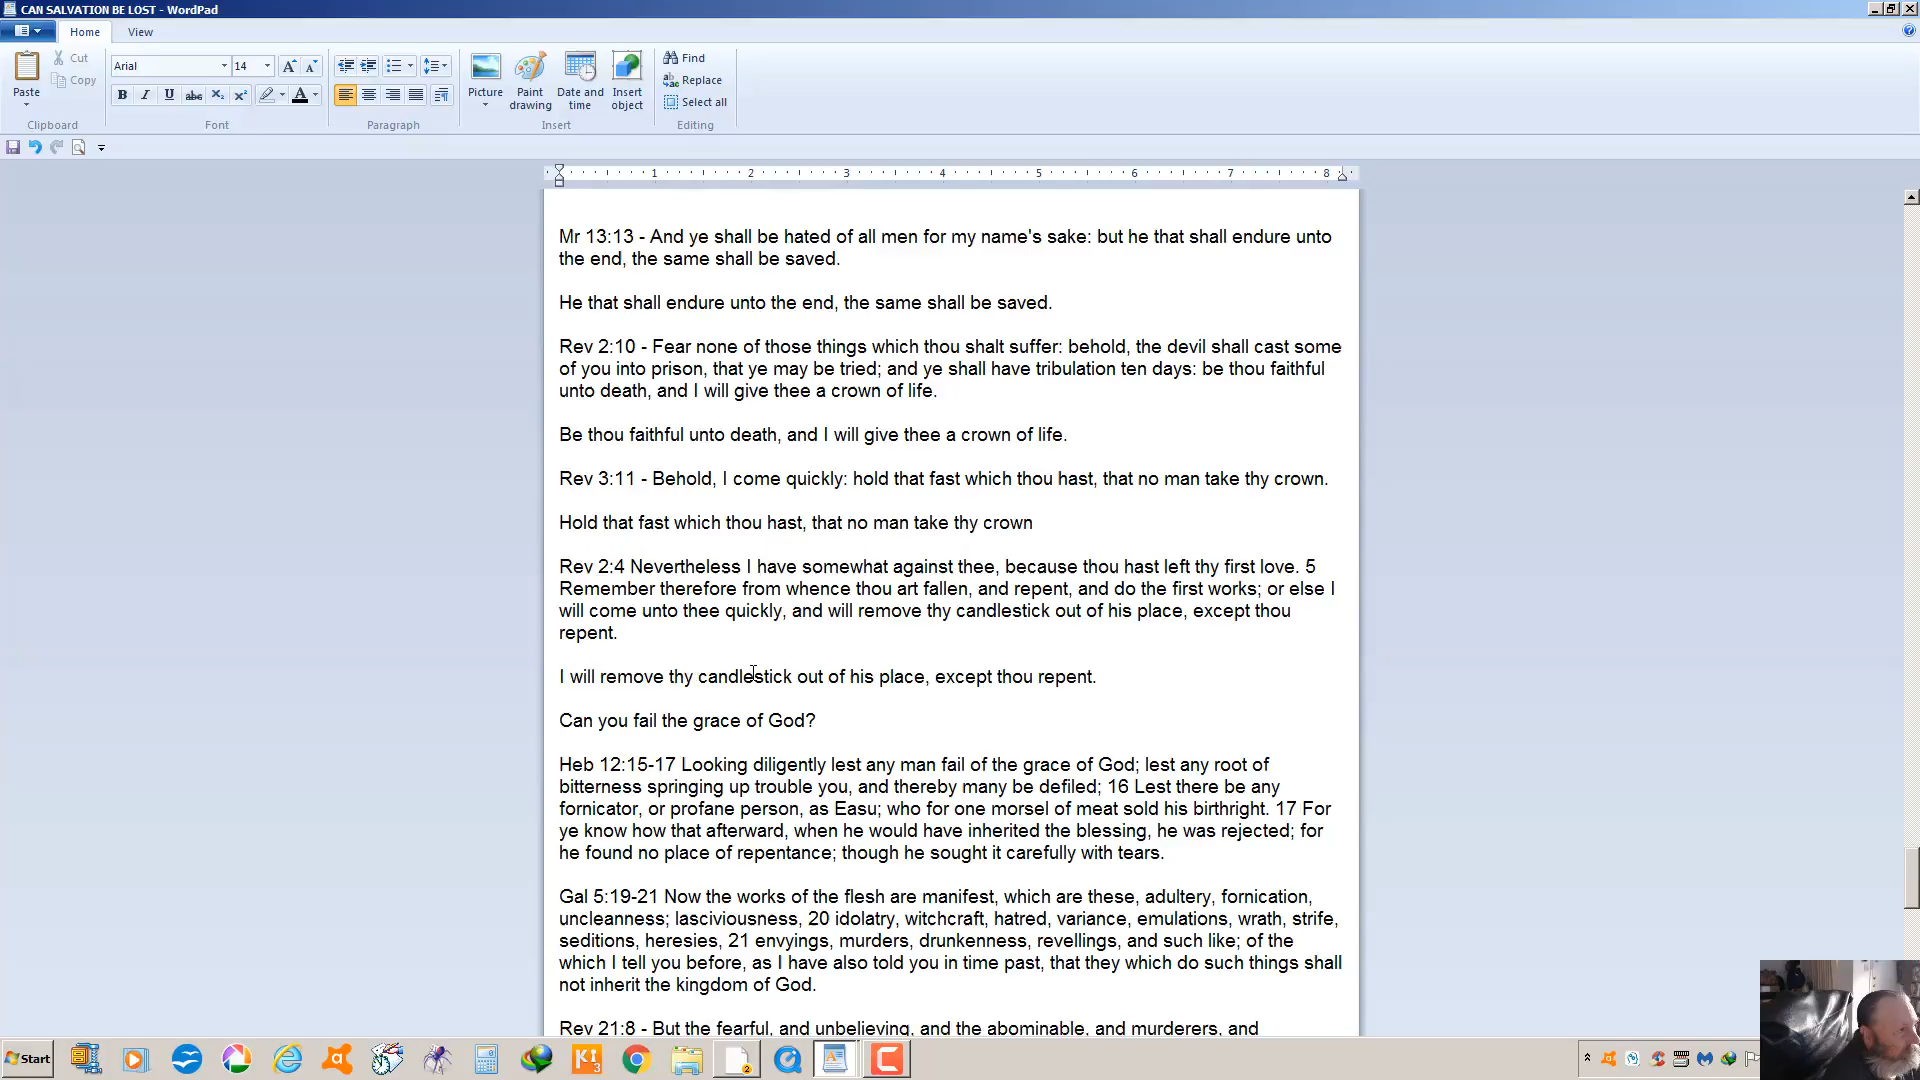 CAN SALVATION BE LOST - WordPad
Home
View
Paste
Cut
Copy
Clipboard
Arial
14
B I U abc X₂ X² A
Font
Paragraph
Picture
Paint
drawing
Date and
time
Insert
object
Insert
Find
Replace
Select all
Editing
1 2 3 4 5 6 7 8
Mr 13:13 - And ye shall be hated of all men for my name's sake: but he that shall endure unto
the end, the same shall be saved.
He that shall endure unto the end, the same shall be saved.
Rev 2:10 - Fear none of those things which thou shalt suffer: behold, the devil shall cast some
of you into prison, that ye may be tried; and ye shall have tribulation ten days: be thou faithful
unto death, and I will give thee a crown of life.
Be thou faithful unto death, and I will give thee a crown of life.
Rev 3:11 - Behold, I come quickly: hold that fast which thou hast, that no man take thy crown.
Hold that fast which thou hast, that no man take thy crown
Rev 2:4 Nevertheless I have somewhat against thee, because thou hast left thy first love. 5
Remember therefore from whence thou art fallen, and repent, and do the first works; or else I
will come unto thee quickly, and will remove thy candlestick out of his place, except thou
repent.
I will remove thy candlestick out of his place, except thou repent.
Can you fail the grace of God?
Heb 12:15-17 Looking diligently lest any man fail of the grace of God; lest any root of
bitterness springing up trouble you, and thereby many be defiled; 16 Lest there be any
fornicator, or profane person, as Easu; who for one morsel of meat sold his birthright. 17 For
ye know how that afterward, when he would have inherited the blessing, he was rejected; for
he found no place of repentance; though he sought it carefully with tears.
Gal 5:19-21 Now the works of the flesh are manifest, which are these, adultery, fornication,
uncleanness; lasciviousness, 20 idolatry, witchcraft, hatred, variance, emulations, wrath, strife,
seditions, heresies, 21 envyings, murders, drunkenness, revellings, and such like; of the
which I tell you before, as I have also told you in time past, that they which do such things shall
not inherit the kingdom of God.
Rev 21:8 - But the fearful, and unbelieving, and the abominable, and murderers, and
Start